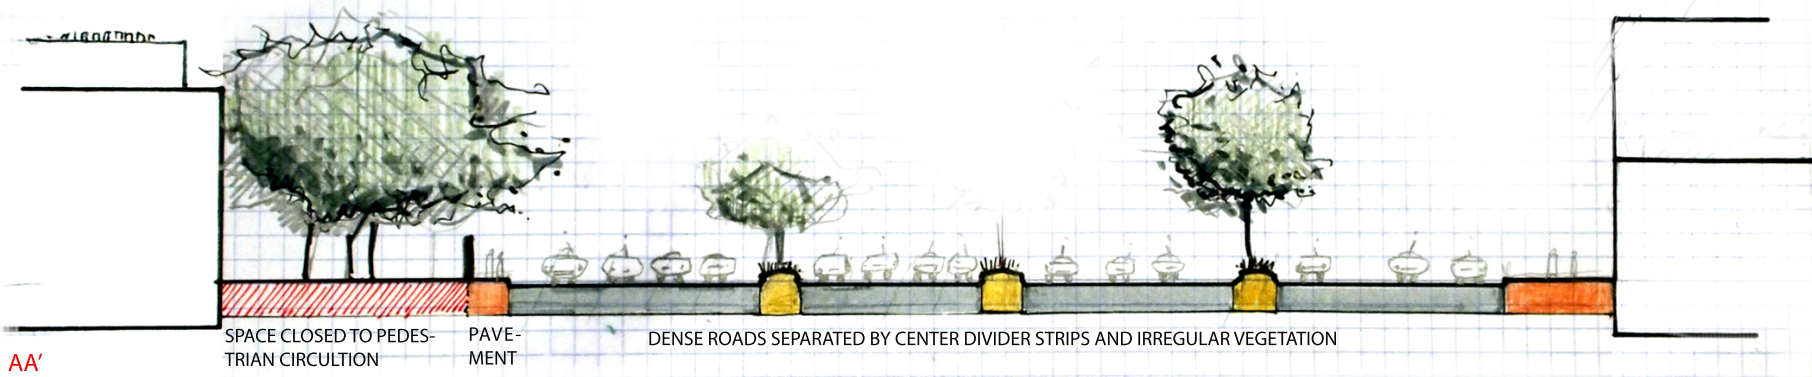 SPACE CLOSED TO PEDES-
TRIAN CIRCULTION
PAVE-
MENT
DENSE ROADS SEPARATED BY CENTER DIVIDER STRIPS AND IRREGULAR VEGETATION
AA'